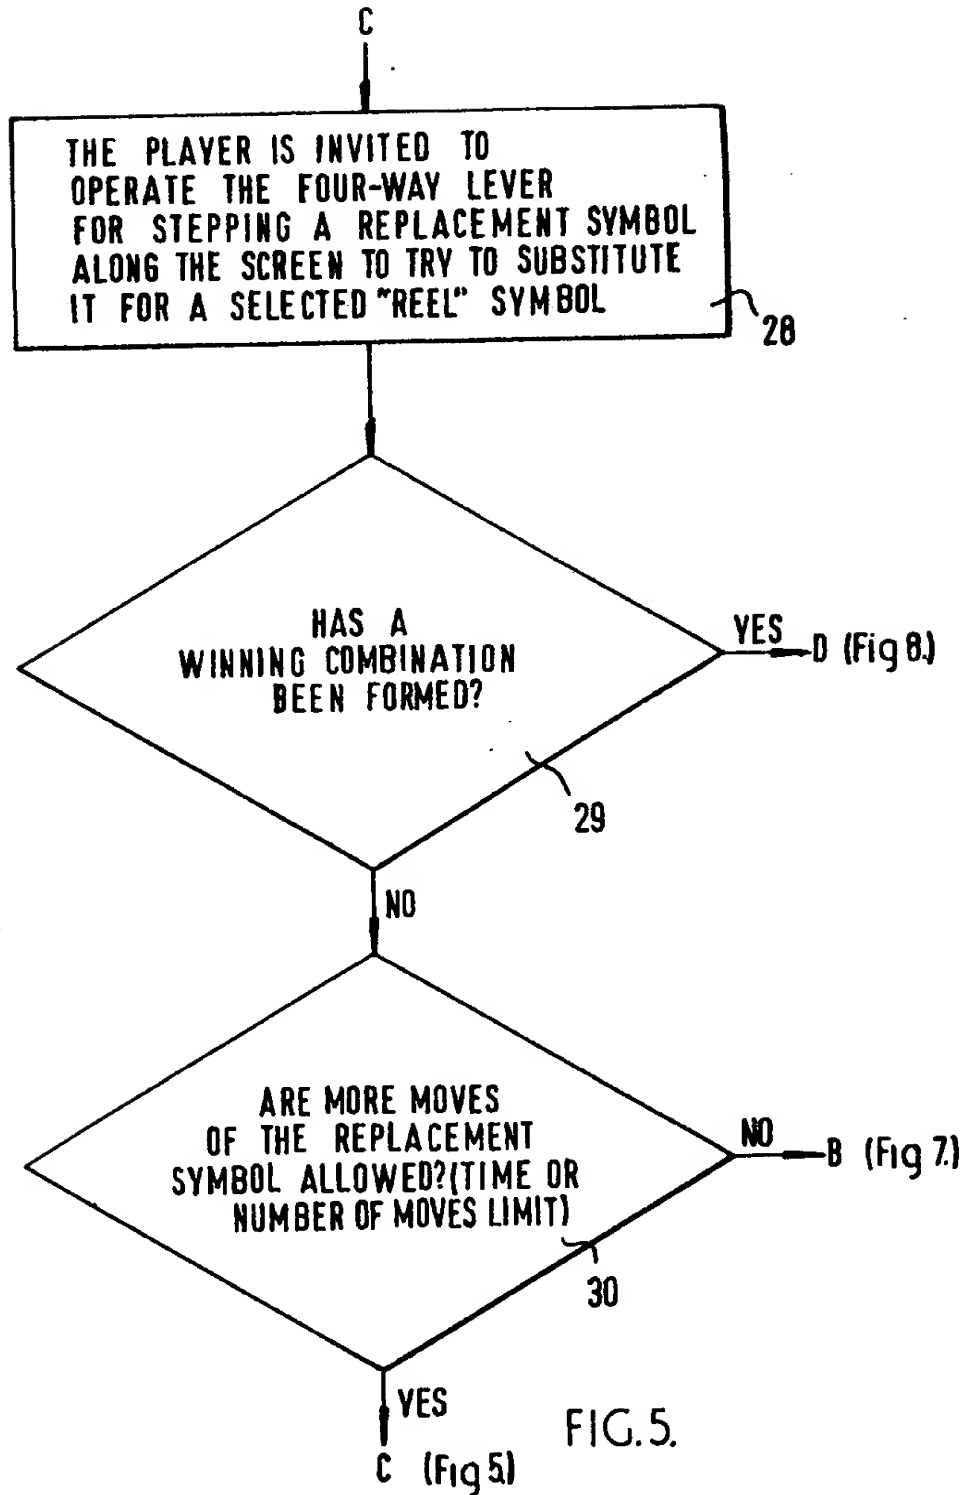 C
THE PLAYER IS INVITED TO
OPERATE THE FOUR-WAY LEVER
FOR STEPPING A REPLACEMENT SYMBOL
ALONG THE SCREEN TO TRY TO SUBSTITUTE
IT FOR A SELECTED "REEL" SYMBOL
28
HAS A
WINNING COMBINATION
BEEN FORMED?
YES
D (Fig 8.)
29
NO
ARE MORE MOVES
OF THE REPLACEMENT
SYMBOL ALLOWED?(TIME OR
NUMBER OF MOVES LIMIT)
NO
B (Fig 7.)
30
YES
C (Fig 5.)
FIG. 5.